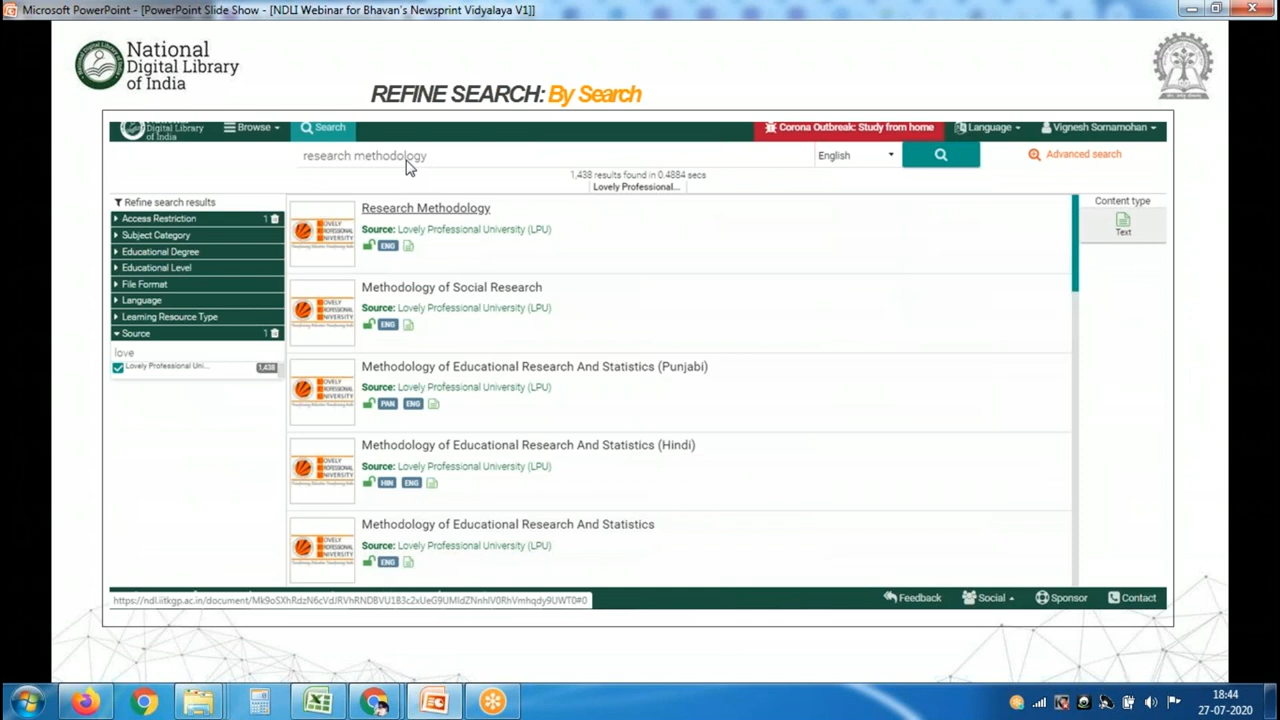 Microsoft PowerPoint - [PowerPoint Slide Show - [NDLI Webinar for Bhavan's Newsprint Vidyalaya V1]]
National
Digital Library
of India
REFINE SEARCH: By Search
Digital Library
of India
Browse
Search
Corona Outbreak: Study from home
Language
Vignesh Sornamohan
research methodology
English
Advanced search
1,438 results found in 0.4884 secs
Lovely Professional...
Refine search results
Access Restriction 1
Subject Category
Educational Degree
Educational Level
File Format
Language
Learning Resource Type
Source 1
love
Lovely Professional Uni... 1,438
Research Methodology
Source: Lovely Professional University (LPU)
ENG
Methodology of Social Research
Source: Lovely Professional University (LPU)
ENG
Methodology of Educational Research And Statistics (Punjabi)
Source: Lovely Professional University (LPU)
PAN ENG
Methodology of Educational Research And Statistics (Hindi)
Source: Lovely Professional University (LPU)
HIN ENG
Methodology of Educational Research And Statistics
Source: Lovely Professional University (LPU)
ENG
Content type
Text
Feedback
Social
Sponsor
Contact
18:44
27-07-2020